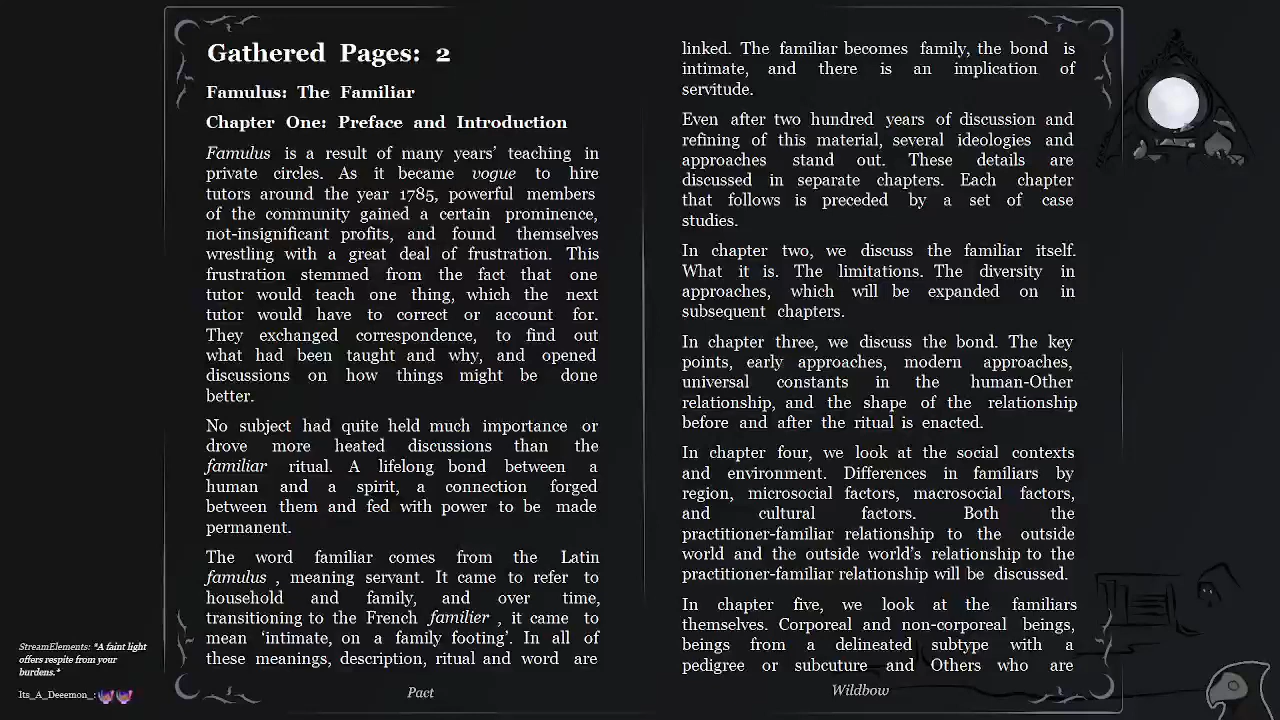 Gathered Pages: 2
Famulus: The Familiar
Chapter One: Preface and Introduction
Famulus is a result of many years’ teaching in
private circles. As it became vogue to hire
tutors around the year 1785, powerful members
of the community gained a certain prominence,
not-insignificant profits, and found themselves
wrestling with a great deal of frustration. This
frustration stemmed from the fact that one
tutor would teach one thing, which the next
tutor would have to correct or account for.
They exchanged correspondence, to find out
what had been taught and why, and opened
discussions on how things might be done
better.
No subject had quite held much importance or
drove more heated discussions than the
familiar ritual. A lifelong bond between a
human and a spirit, a connection forged
between them and fed with power to be made
permanent.
The word familiar comes from the Latin
famulus , meaning servant. It came to refer to
household and family, and over time,
transitioning to the French familier , it came to
mean ‘intimate, on a family footing’. In all of
these meanings, description, ritual and word are
linked. The familiar becomes family, the bond is
intimate, and there is an implication of
servitude.
Even after two hundred years of discussion and
refining of this material, several ideologies and
approaches stand out. These details are
discussed in separate chapters. Each chapter
that follows is preceded by a set of case
studies.
In chapter two, we discuss the familiar itself.
What it is. The limitations. The diversity in
approaches, which will be expanded on in
subsequent chapters.
In chapter three, we discuss the bond. The key
points, early approaches, modern approaches,
universal constants in the human-Other
relationship, and the shape of the relationship
before and after the ritual is enacted.
In chapter four, we look at the social contexts
and environment. Differences in familiars by
region, microsocial factors, macrosocial factors,
and cultural factors. Both the
practitioner-familiar relationship to the outside
world and the outside world’s relationship to the
practitioner-familiar relationship will be discussed.
In chapter five, we look at the familiars
themselves. Corporeal and non-corporeal beings,
beings from a delineated subtype with a
pedigree or subcuture and Others who are
Pact
Wildbow
StreamElements: *A faint light
offers respite from your
burdens.*
Its_A_Deeemon_: